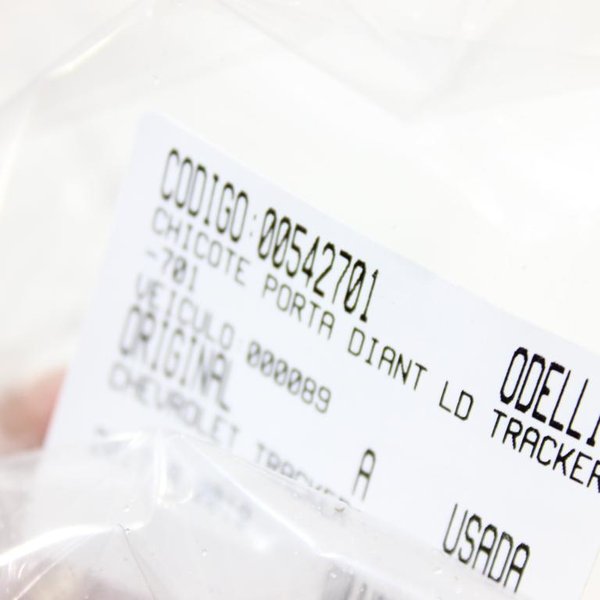 CODIGO:00542701 ODELLI
CHICOTE PORTA DIANT LD TRACKER
-701
VEICULO:000089
ORIGINAL A USADA
CHEVROLET TRACKER